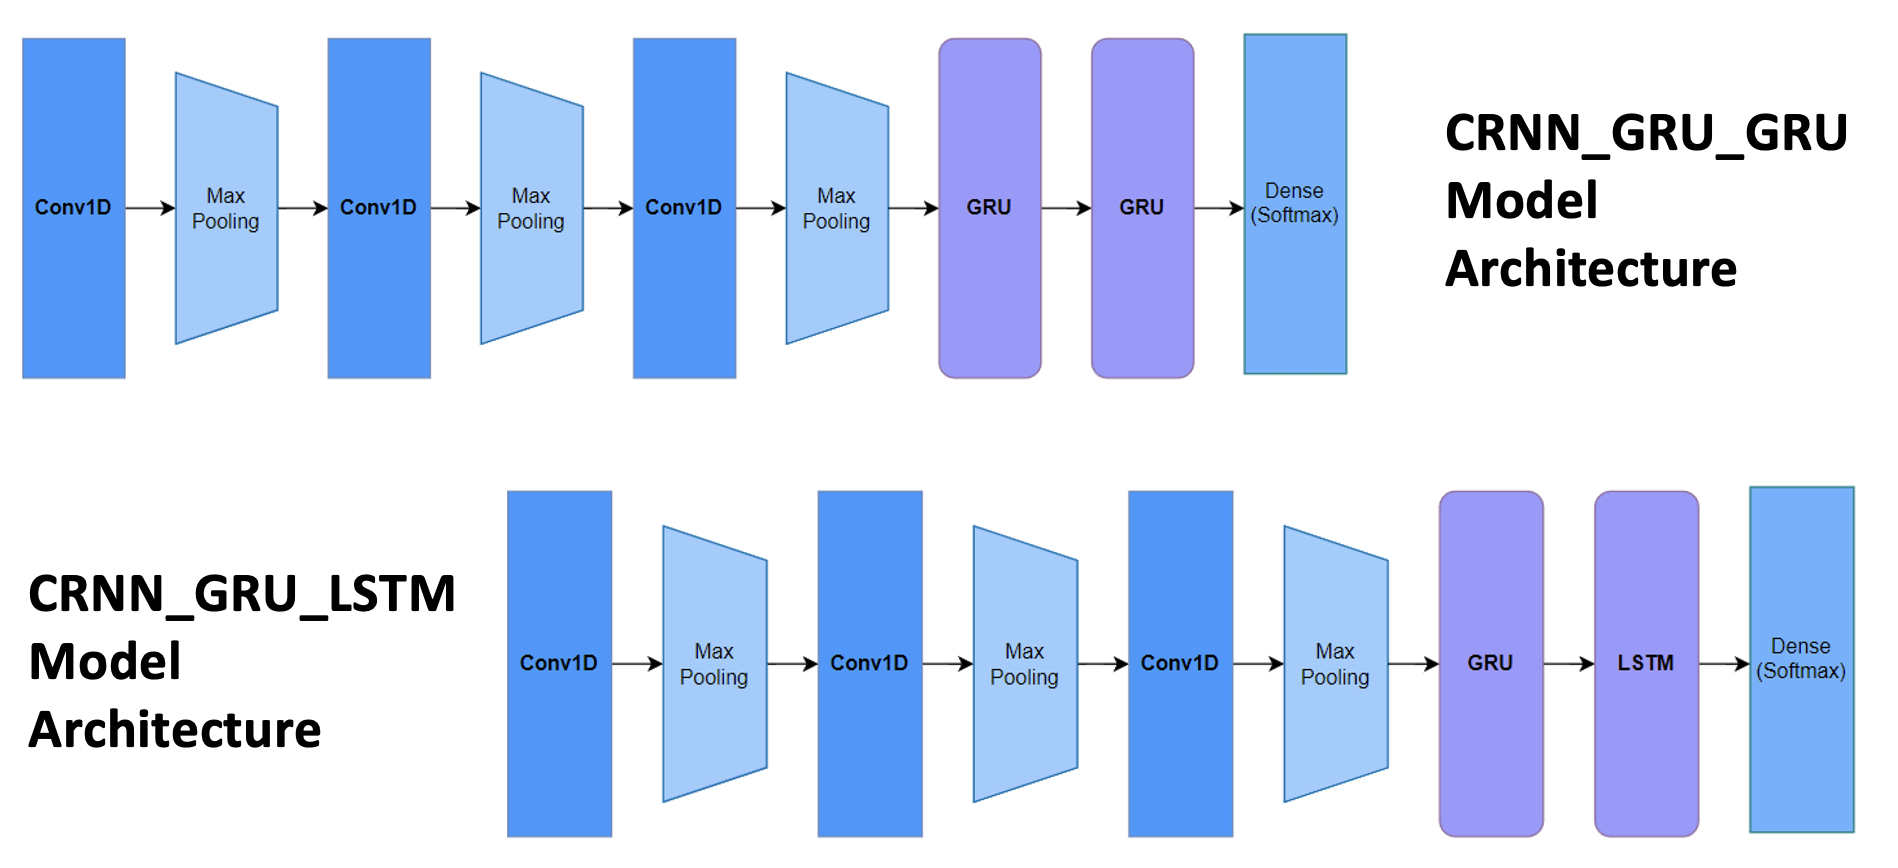 Conv1D
Max
Pooling
Conv1D
Max
Pooling
Conv1D
Max
Pooling
GRU
GRU
Dense
(Softmax)
CRNN_GRU_GRU
Model
Architecture
CRNN_GRU_LSTM
Model
Architecture
Conv1D
Max
Pooling
Conv1D
Max
Pooling
Conv1D
Max
Pooling
GRU
LSTM
Dense
(Softmax)